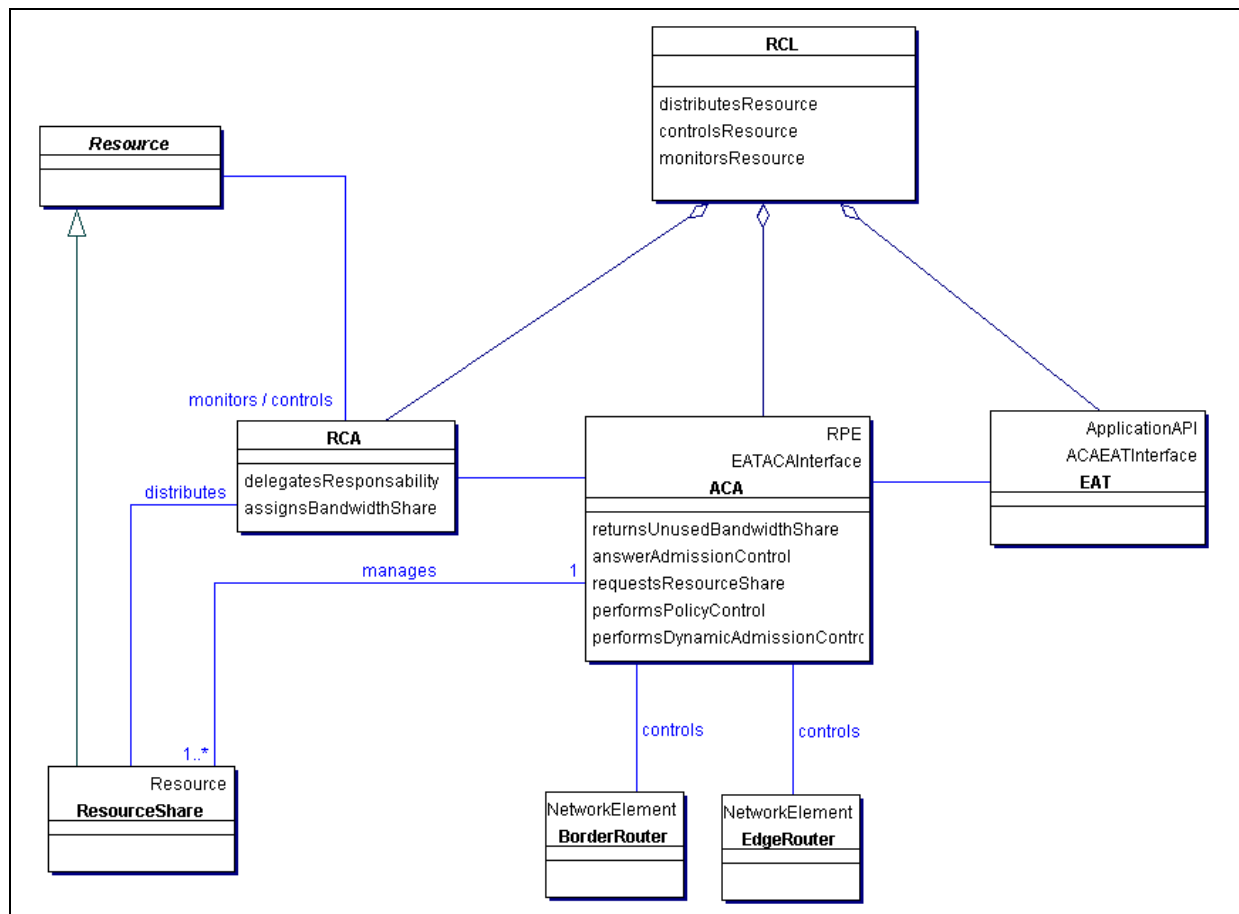 RCL
distributesResource
controlsResource
monitorsResource
Resource
monitors / controls
RCA
delegatesResponsability
assignsBandwidthShare
distributes
RPE
EATACAInterface
ACA
returnsUnusedBandwidthShare
answerAdmissionControl
requestsResourceShare
performsPolicyControl
performsDynamicAdmissionContro
ApplicationAPI
ACAEATInterface
EAT
manages
1
1..*
controls
controls
Resource
ResourceShare
NetworkElement
BorderRouter
NetworkElement
EdgeRouter